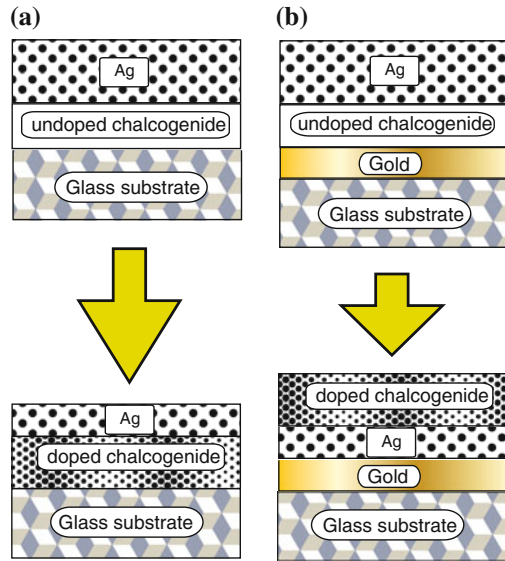 (a)
Ag
undoped chalcogenide
Glass substrate
Ag
doped chalcogenide
Glass substrate
(b)
Ag
undoped chalcogenide
Gold
Glass substrate
doped chalcogenide
Ag
Gold
Glass substrate